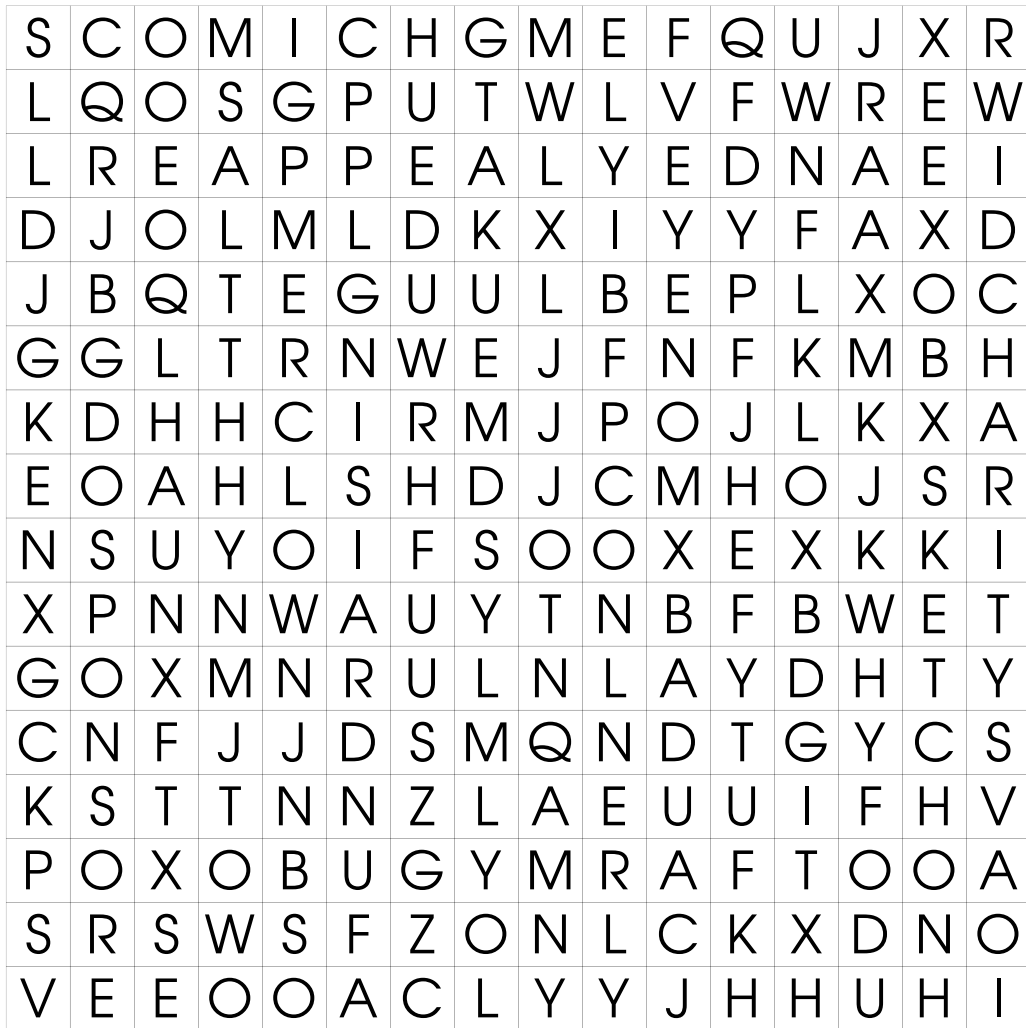 S C O M I C H G M E F Q U J X R
L Q O S G P U T W L V F W R E W
L R E A P P E A L Y E D N A E I
D J O L M L D K X I Y Y F A X D
J B Q T E G U U L B E P L X O C
G G L T R N W E J F N F K M B H
K D H H C I R M J P O J L K X A
E O A H L S H D J C M H O J S R
N S U Y O I F S O O X E X K K I
X P N N W A U Y T N B F B W E T
G O X M N R U L N L A Y D H T Y
C N F J J D S M Q N D T G Y C S
K S T T N N Z L A E U U I F H V
P O X O B U G Y M R A F T O O A
S R S W S F Z O N L C K X D N O
V E E O O A C L Y Y J H H U H I